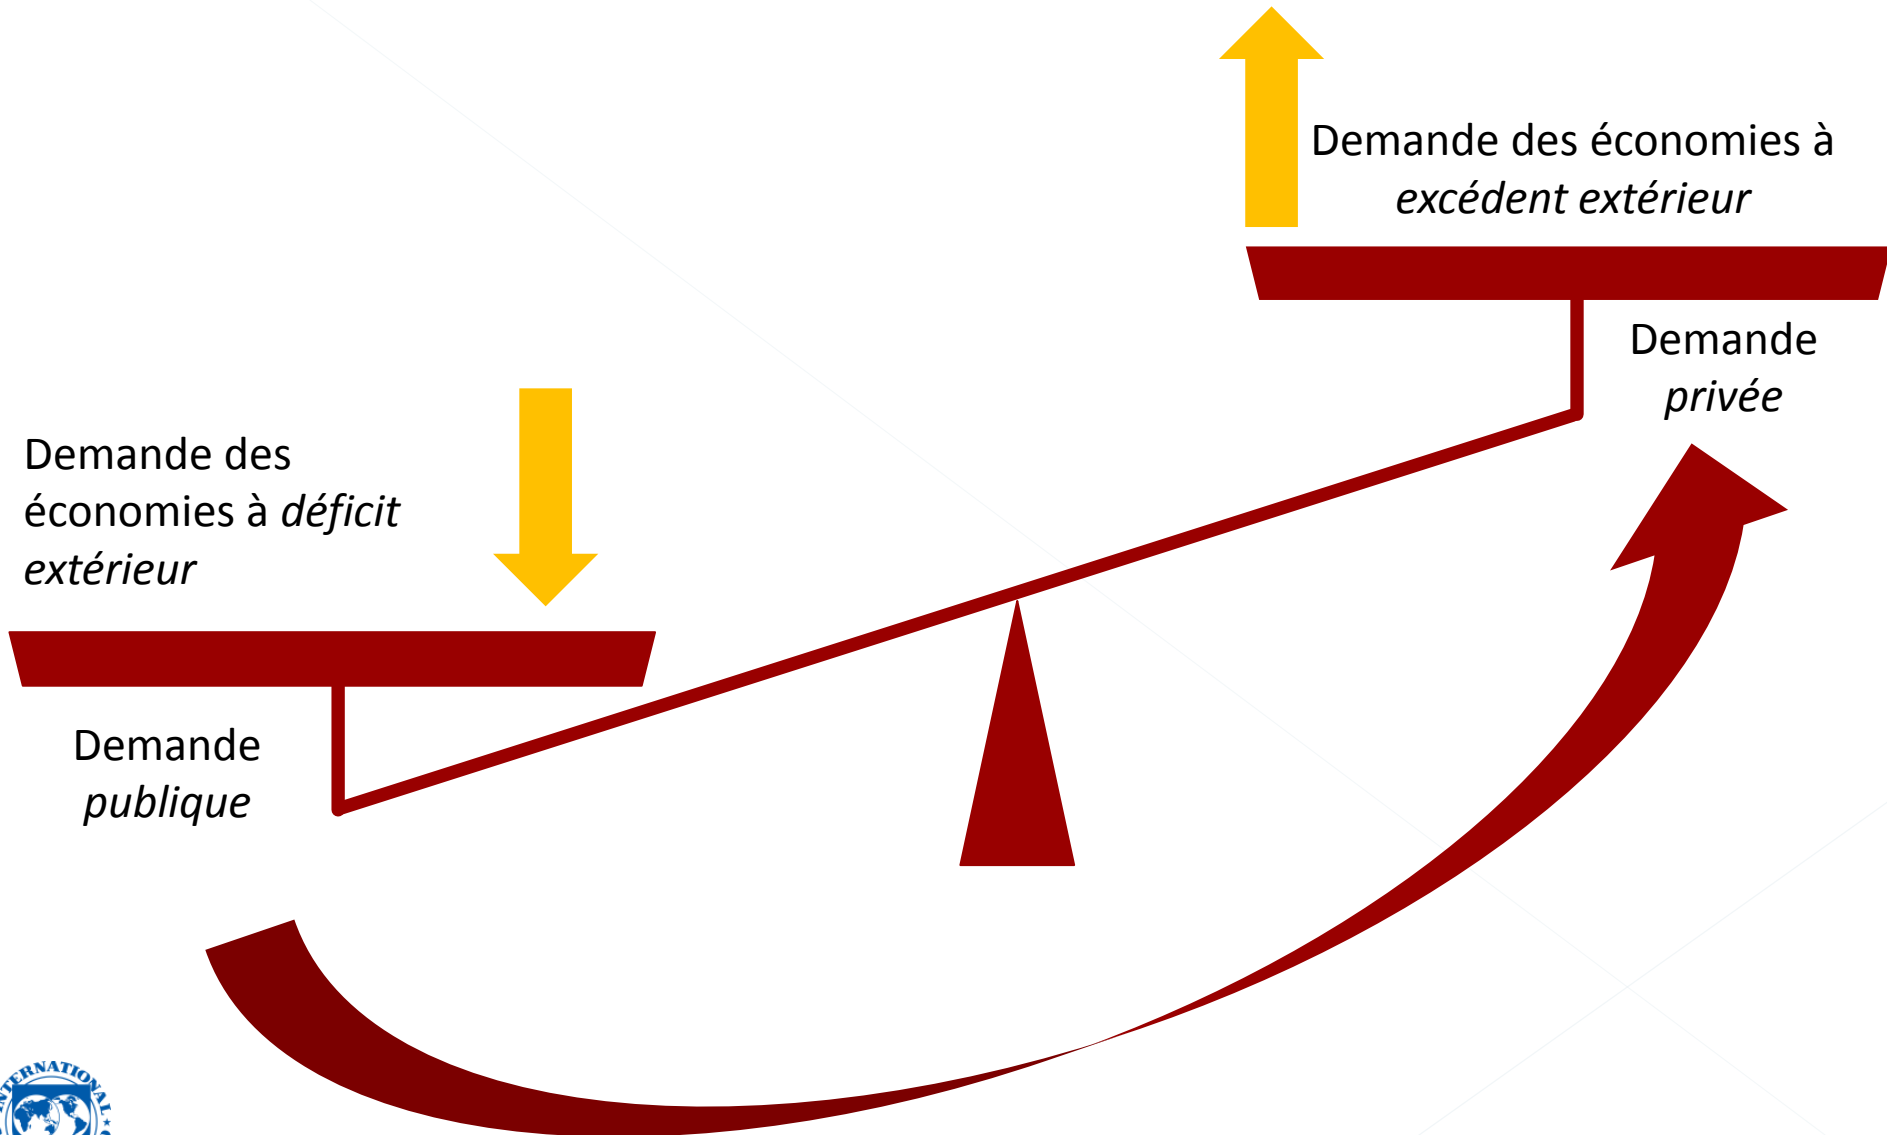 Demande des économies à
excédent extérieur
Demande
privée
Demande des
économies à déficit
extérieur
Demande
publique